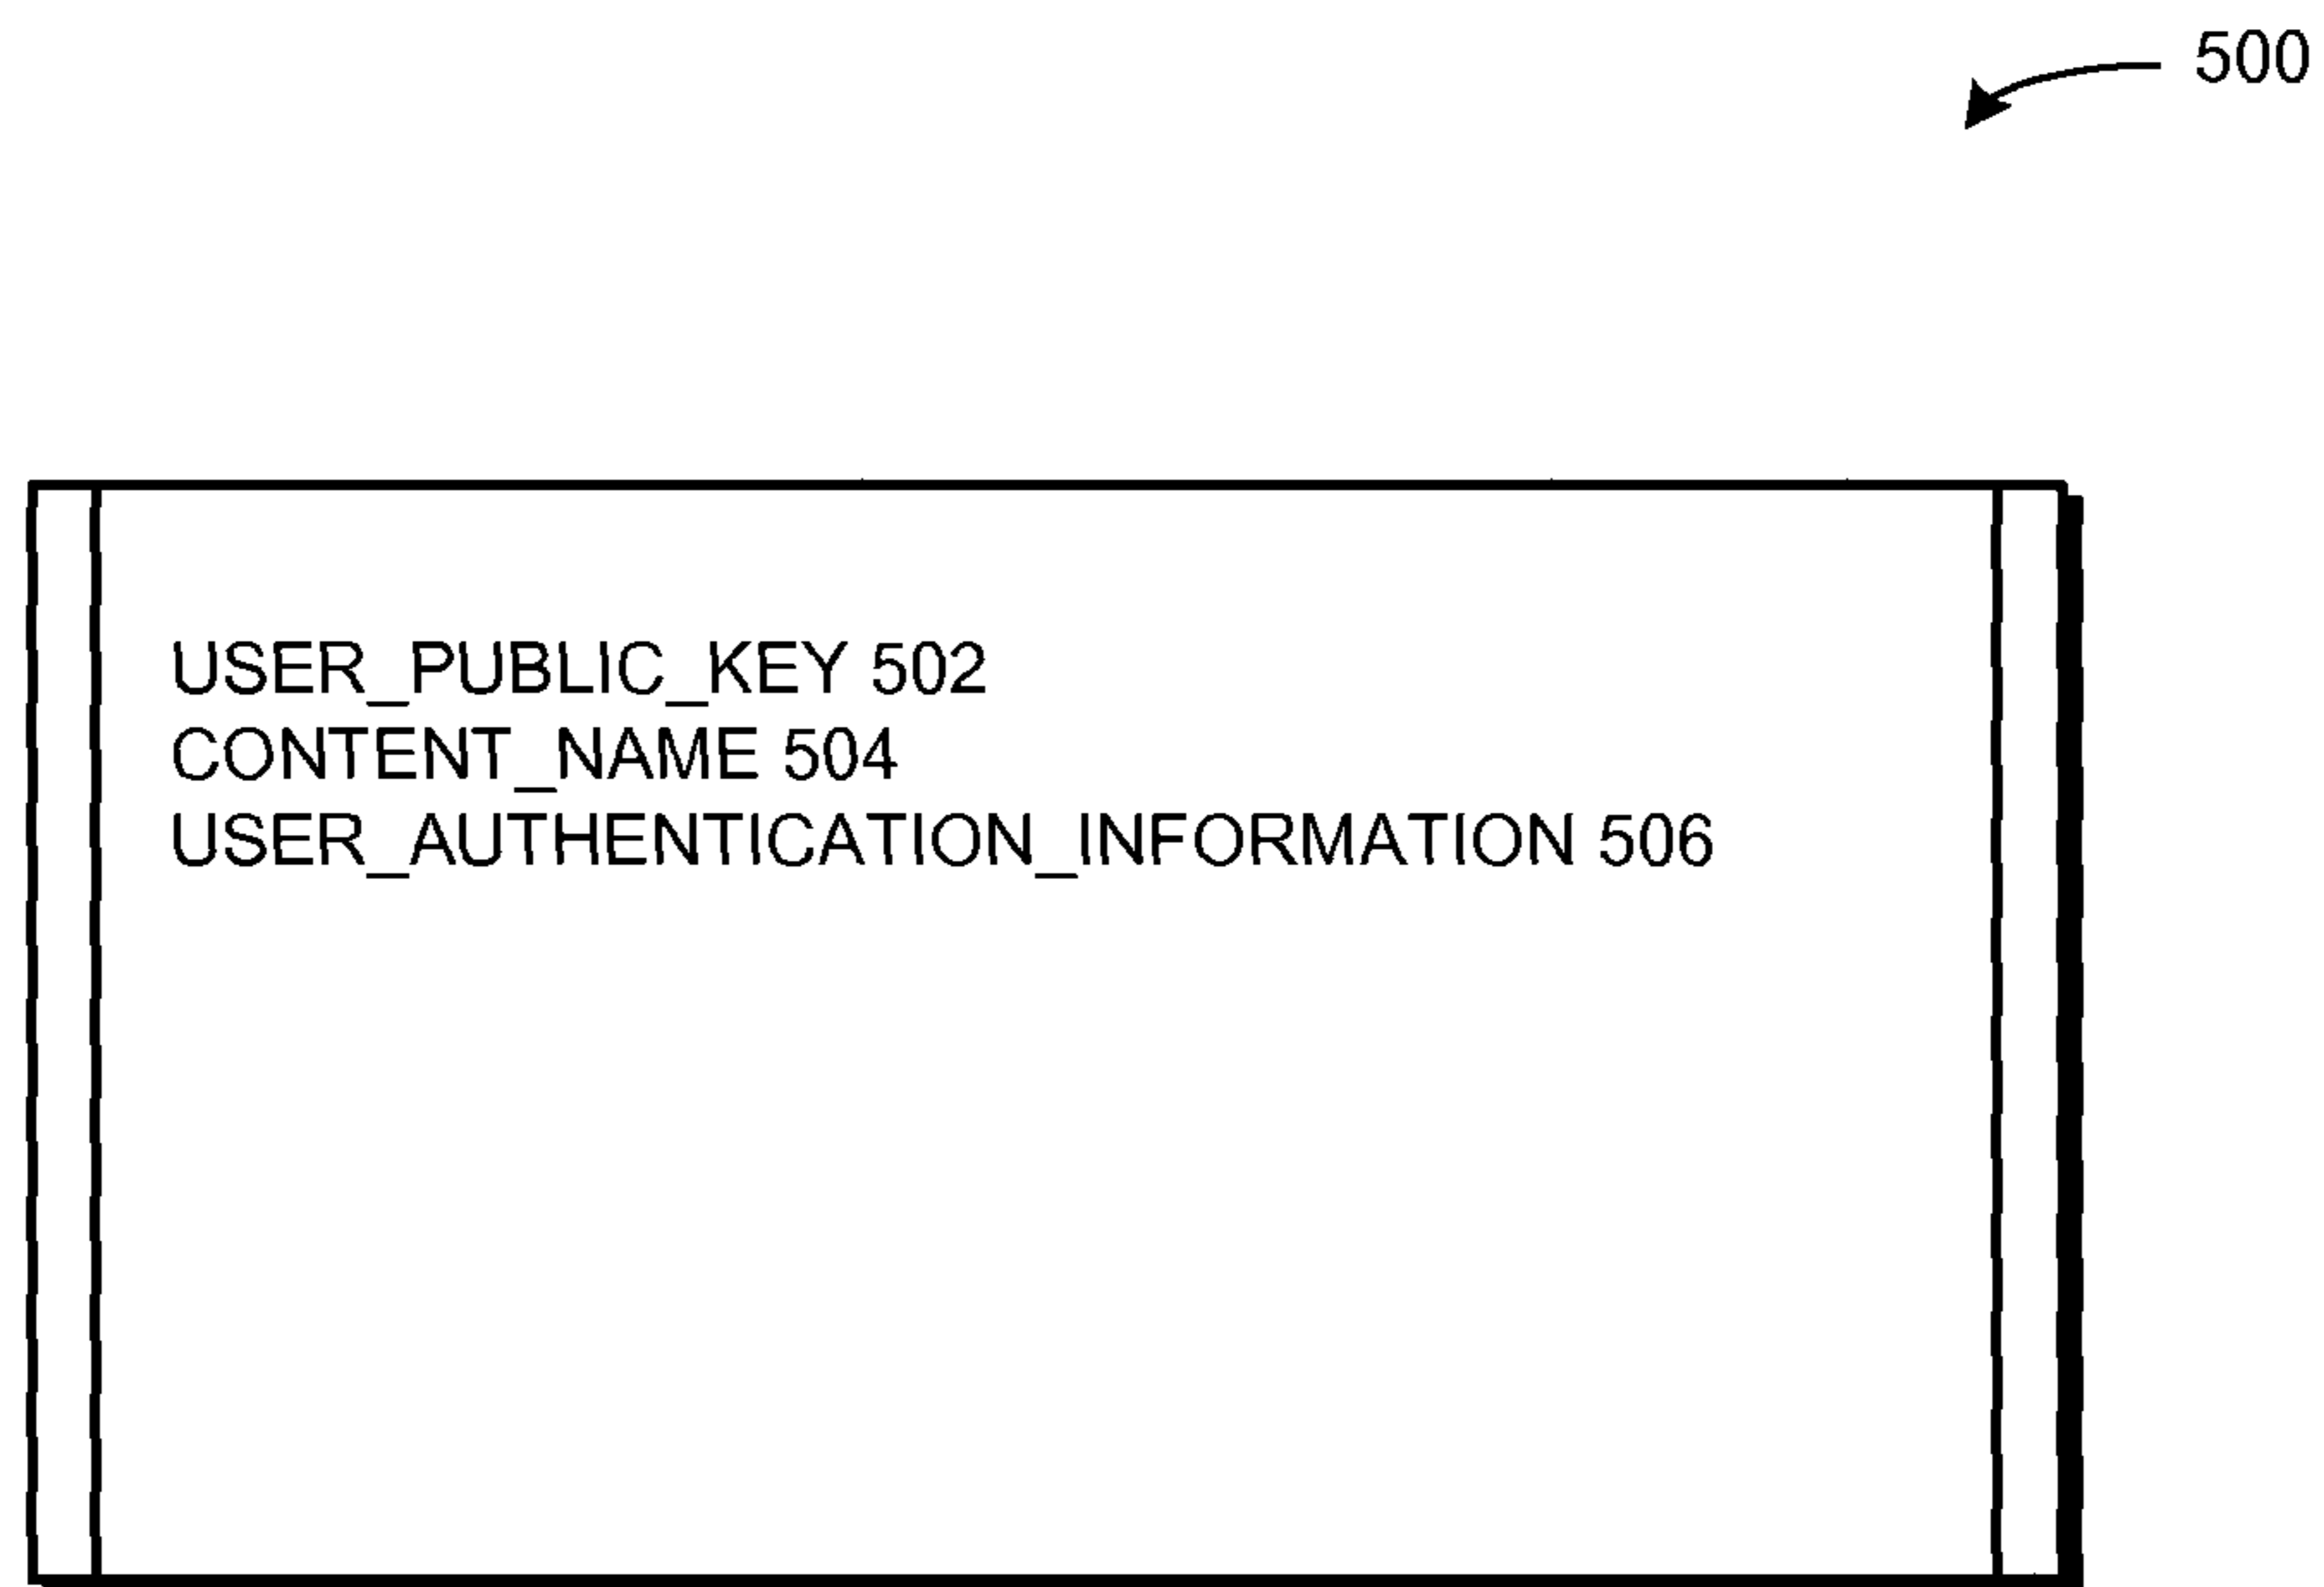 500
USER_PUBLIC_KEY 502
CONTENT_NAME 504
USER_AUTHENTICATION_INFORMATION 506